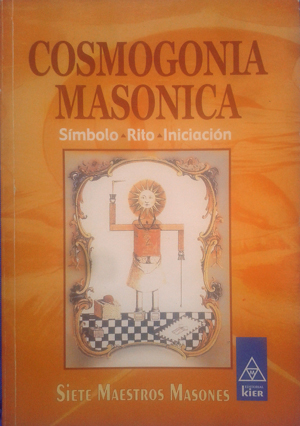 COSMOGONIA
MASONICA
Símbolo • Rito • Iniciación
SIETE MAESTROS MASONES
EDITORIAL
kier